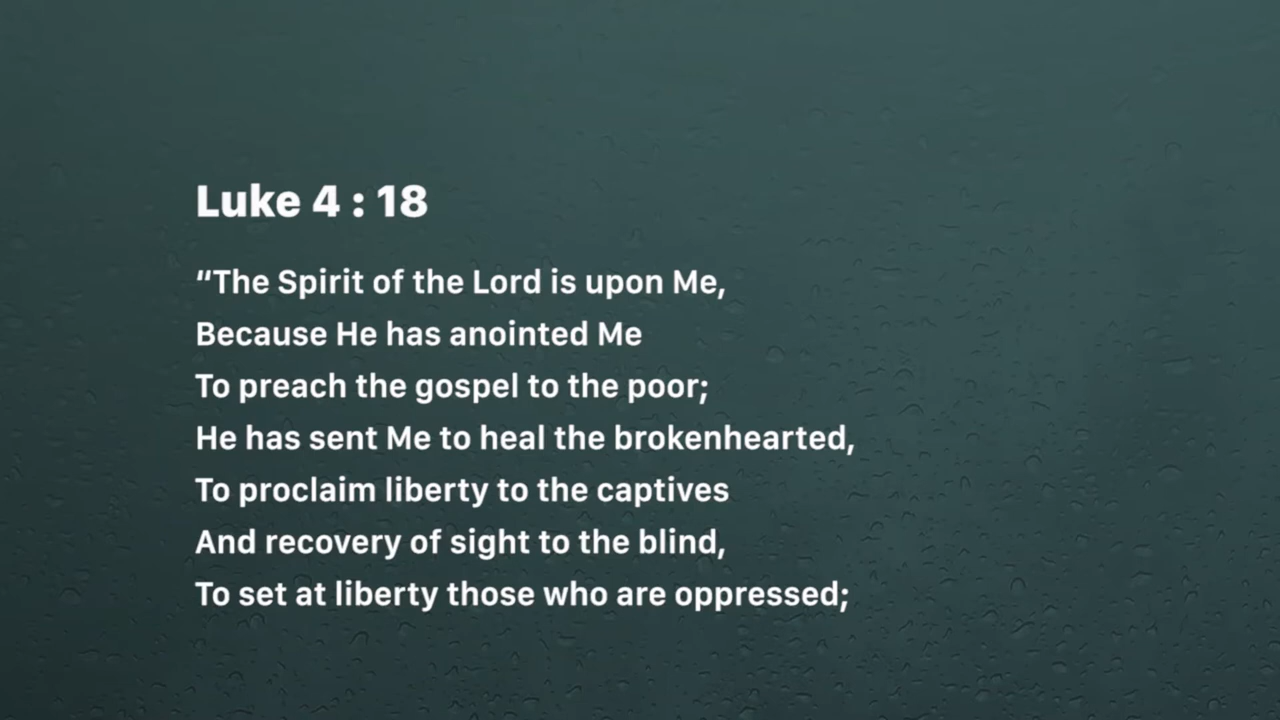 Luke 4 : 18
“The Spirit of the Lord is upon Me,
Because He has anointed Me
To preach the gospel to the poor;
He has sent Me to heal the brokenhearted,
To proclaim liberty to the captives
And recovery of sight to the blind,
To set at liberty those who are oppressed;